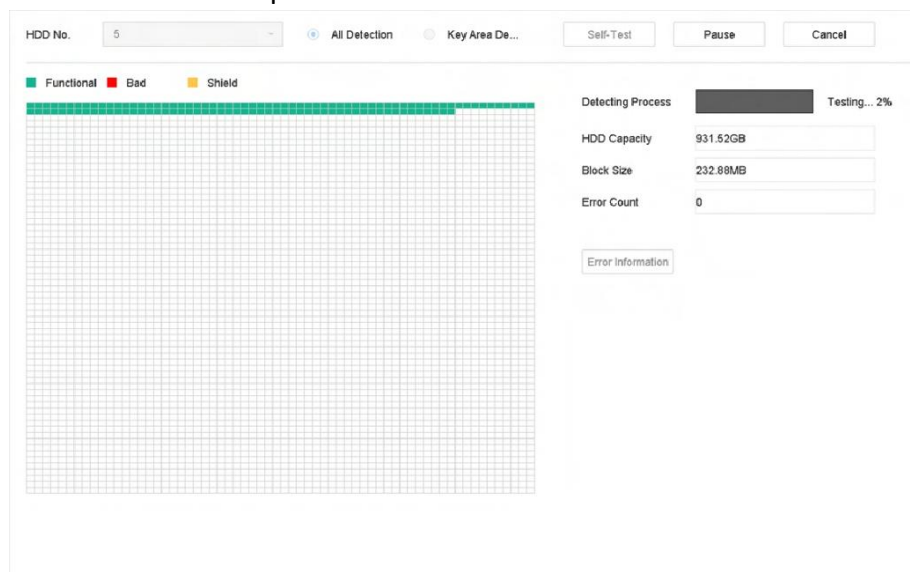 HDD No. 5 All Detection Key Area De... Self-Test Pause Cancel
Functional Bad Shield
Detecting Process Testing... 2%
HDD Capacity 931.52GB
Block Size 232.88MB
Error Count 0
Error Information